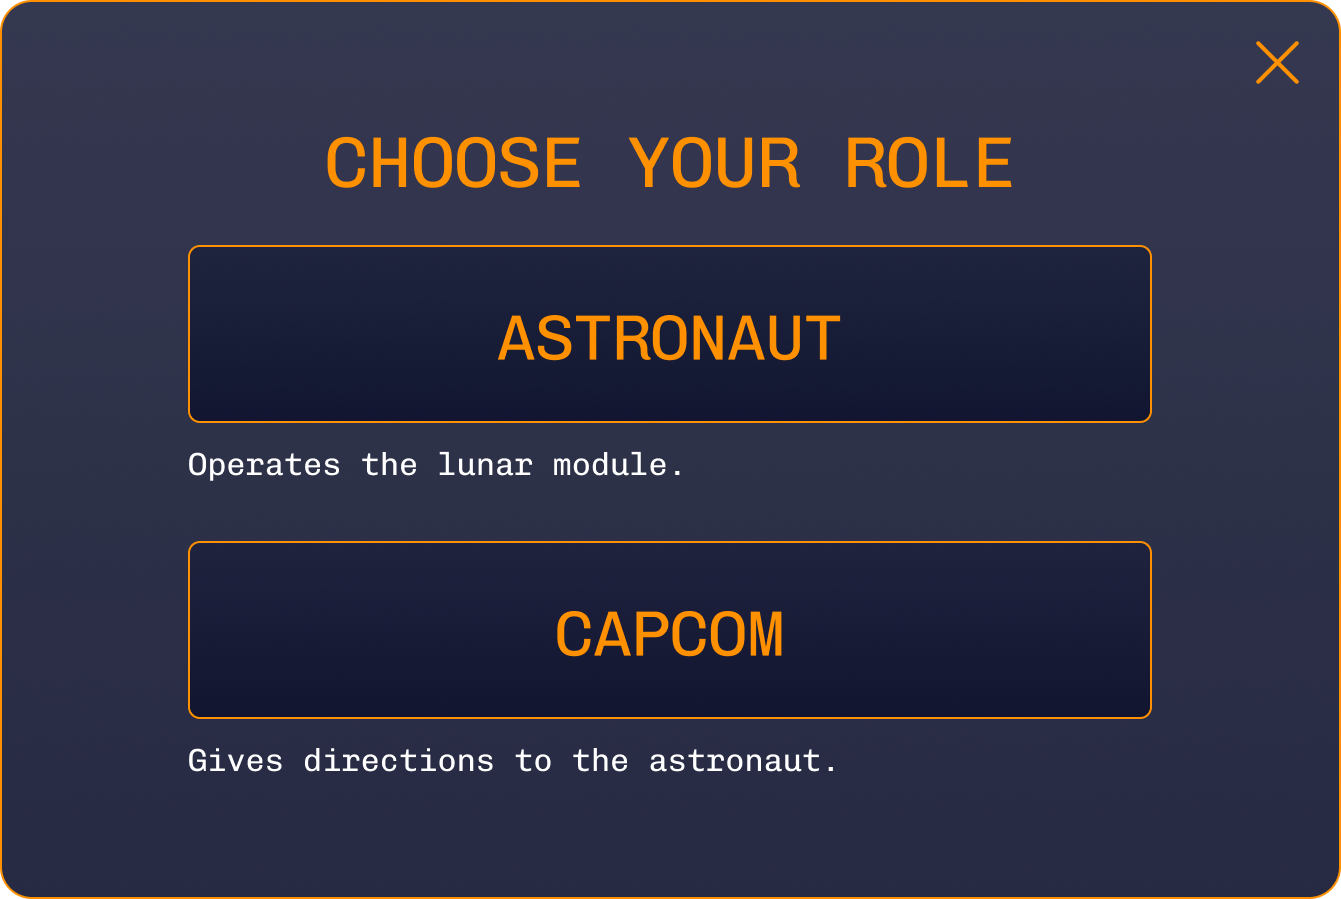 CHOOSE YOUR ROLE
ASTRONAUT
Operates the lunar module.
CAPCOM
Gives directions to the astronaut.